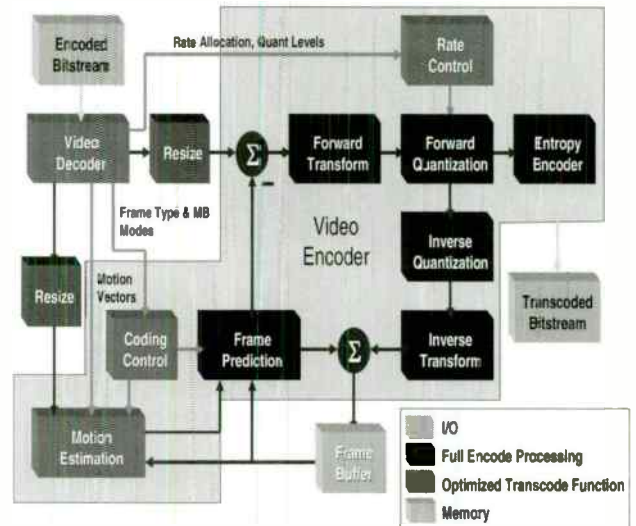 Encoded
Bitstream
Rate Allocation, Quant Levels
Rate
Control
Video
Decoder
Resize
Σ
Forward
Transform
Forward
Quantization
Entropy
Encoder
–
Frame Type & MB
Modes
Video
Encoder
Inverse
Quantization
Resize
Motion
Vectors
Transcoded
Bitstream
Coding
Control
Frame
Prediction
Σ
Inverse
Transform
Motion
Estimation
Frame
Buffer
I/O
Full Encode Processing
Optimized Transcode Function
Memory